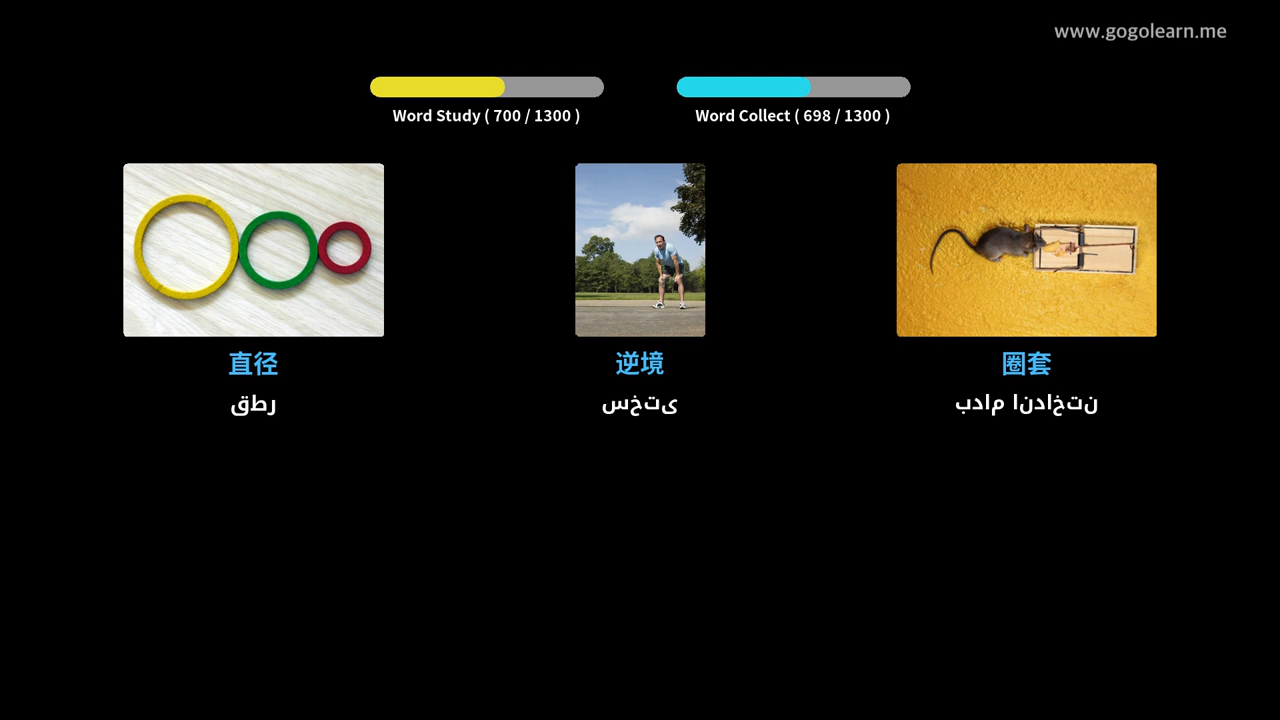 www.gogolearn.me
Word Study ( 700 / 1300 )
Word Collect ( 698 / 1300 )
直径
逆境
圈套
قطر
سختی
بدام انداختن